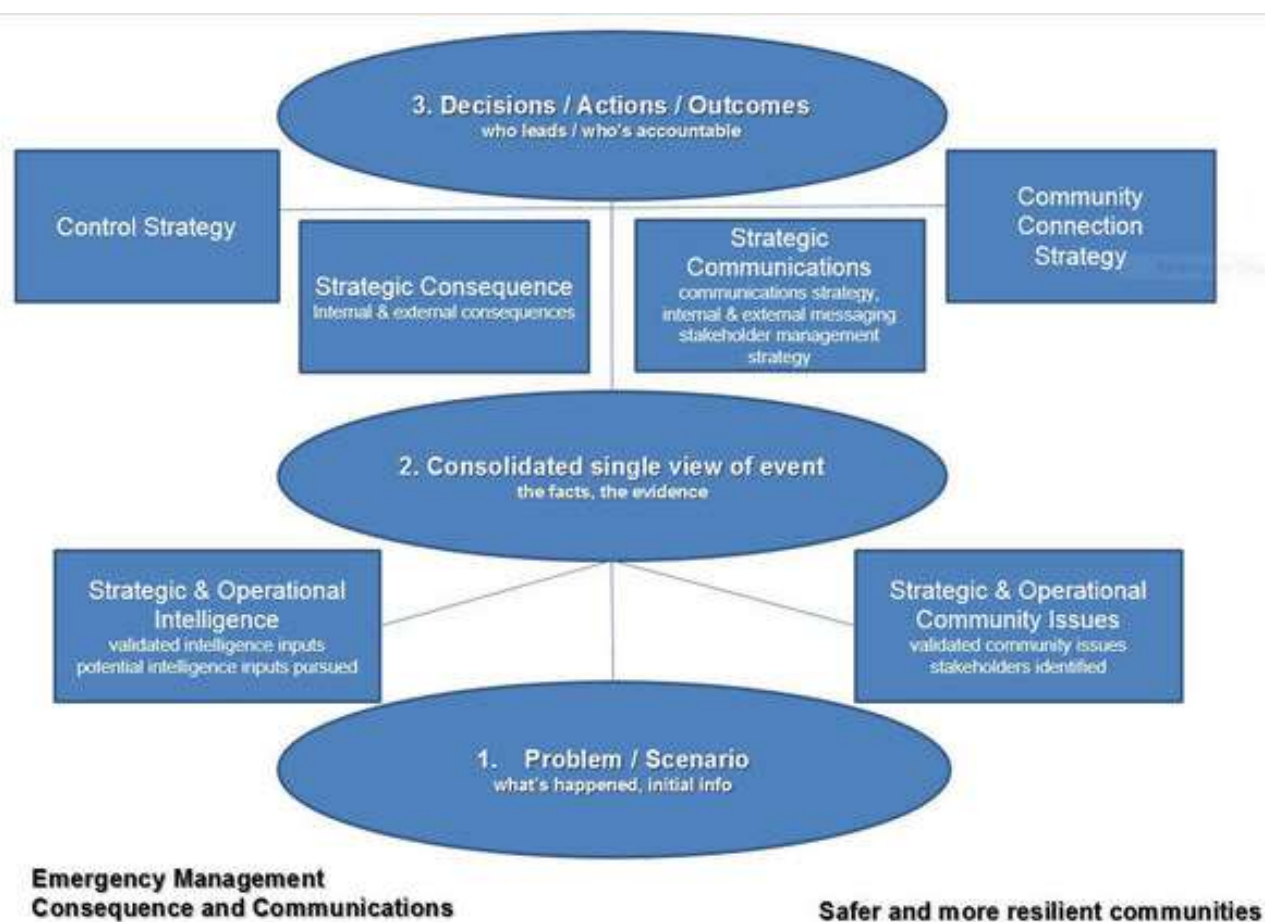 3. Decisions / Actions / Outcomes
who leads / who's accountable
Control Strategy
Strategic Consequence
Internal & external consequences
Strategic
Communications
communications strategy,
internal & external messaging
stakeholder management
strategy
Community
Connection
Strategy
2. Consolidated single view of event
the facts, the evidence
Strategic & Operational
Intelligence
validated intelligence inputs
potential intelligence inputs pursued
Strategic & Operational
Community Issues
validated community issues
stakeholders identified
1. Problem / Scenario
what's happened, initial info
Emergency Management
Consequence and Communications
Safer and more resilient communities